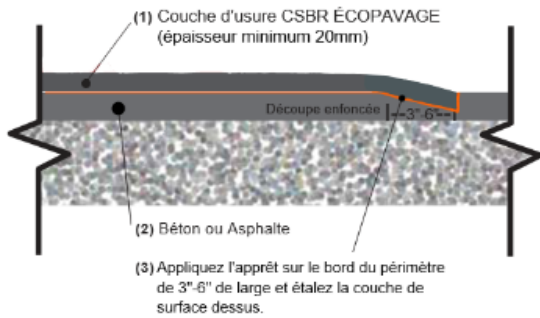 (1) Couche d'usure CSBR ÉCOPAVAGE
(épaisseur minimum 20mm)
Découpe enfoncée
3"-6"
(2) Béton ou Asphalte
(3) Appliquez l'apprêt sur le bord du périmètre
de 3"-6" de large et étalez la couche de
surface dessus.